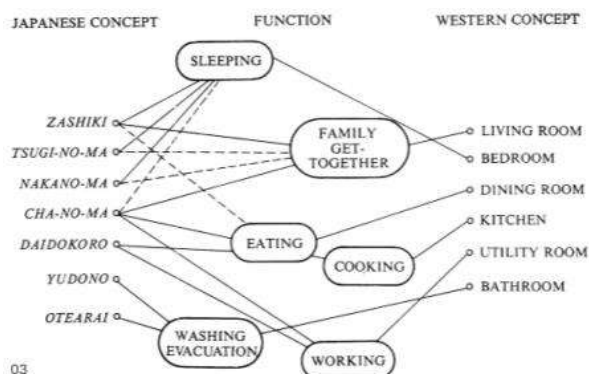 JAPANESE CONCEPT FUNCTION WESTERN CONCEPT
SLEEPING
ZASHIKI
TSUGI-NO-MA
NAKANO-MA
CHA-NO-MA
DAIDOKORO
YUDONO
OTEARAI
FAMILY
GET-
TOGETHER
EATING
COOKING
WASHING
EVACUATION
WORKING
LIVING ROOM
BEDROOM
DINING ROOM
KITCHEN
UTILITY ROOM
BATHROOM
03